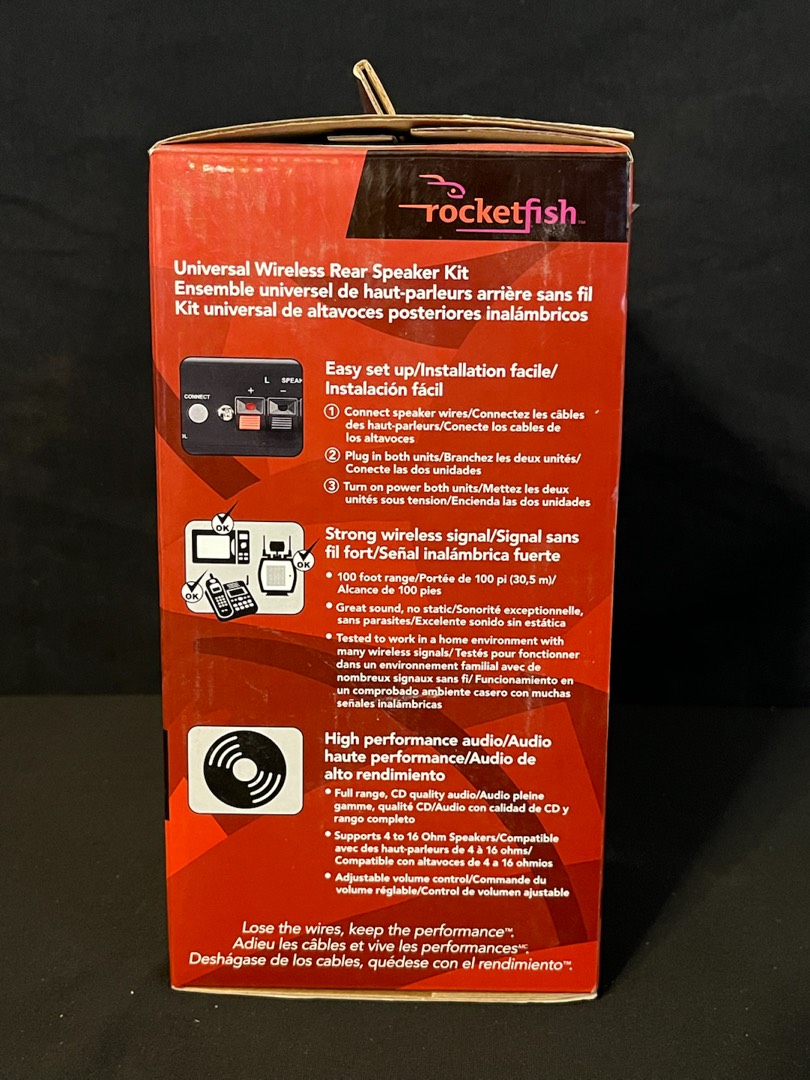 rocketfish™
Universal Wireless Rear Speaker Kit
Ensemble universel de haut-parleurs arrière sans fil
Kit universal de altavoces posteriores inalámbricos
L SPEAK
+ −
CONNECT
Easy set up/Installation facile/
Instalación fácil
1 Connect speaker wires/Connectez les câbles
des haut-parleurs/Conecte los cables de
los altavoces
2 Plug in both units/Branchez les deux unités/
Conecte las dos unidades
3 Turn on power both units/Mettez les deux
unités sous tension/Encienda las dos unidades
OK
OK
OK
Strong wireless signal/Signal sans
fil fort/Señal inalámbrica fuerte
• 100 foot range/Portée de 100 pi (30,5 m)/
Alcance de 100 pies
• Great sound, no static/Sonorité exceptionnelle,
sans parasites/Excelente sonido sin estática
• Tested to work in a home environment with
many wireless signals/Testés pour fonctionner
dans un environnement familial avec de
nombreux signaux sans fi/Funcionamiento en
un comprobado ambiente casero con muchas
señales inalámbricas
High performance audio/Audio
haute performance/Audio de
alto rendimiento
• Full range, CD quality audio/Audio pleine
gamme, qualité CD/Audio con calidad de CD y
rango completo
• Supports 4 to 16 Ohm Speakers/Compatible
avec des haut-parleurs de 4 à 16 ohms/
Compatible con altavoces de 4 a 16 ohmios
• Adjustable volume control/Commande du
volume réglable/Control de volumen ajustable
Lose the wires, keep the performance™.
Adieu les câbles et vive les performancesMC.
Deshágase de los cables, quédese con el rendimiento™.